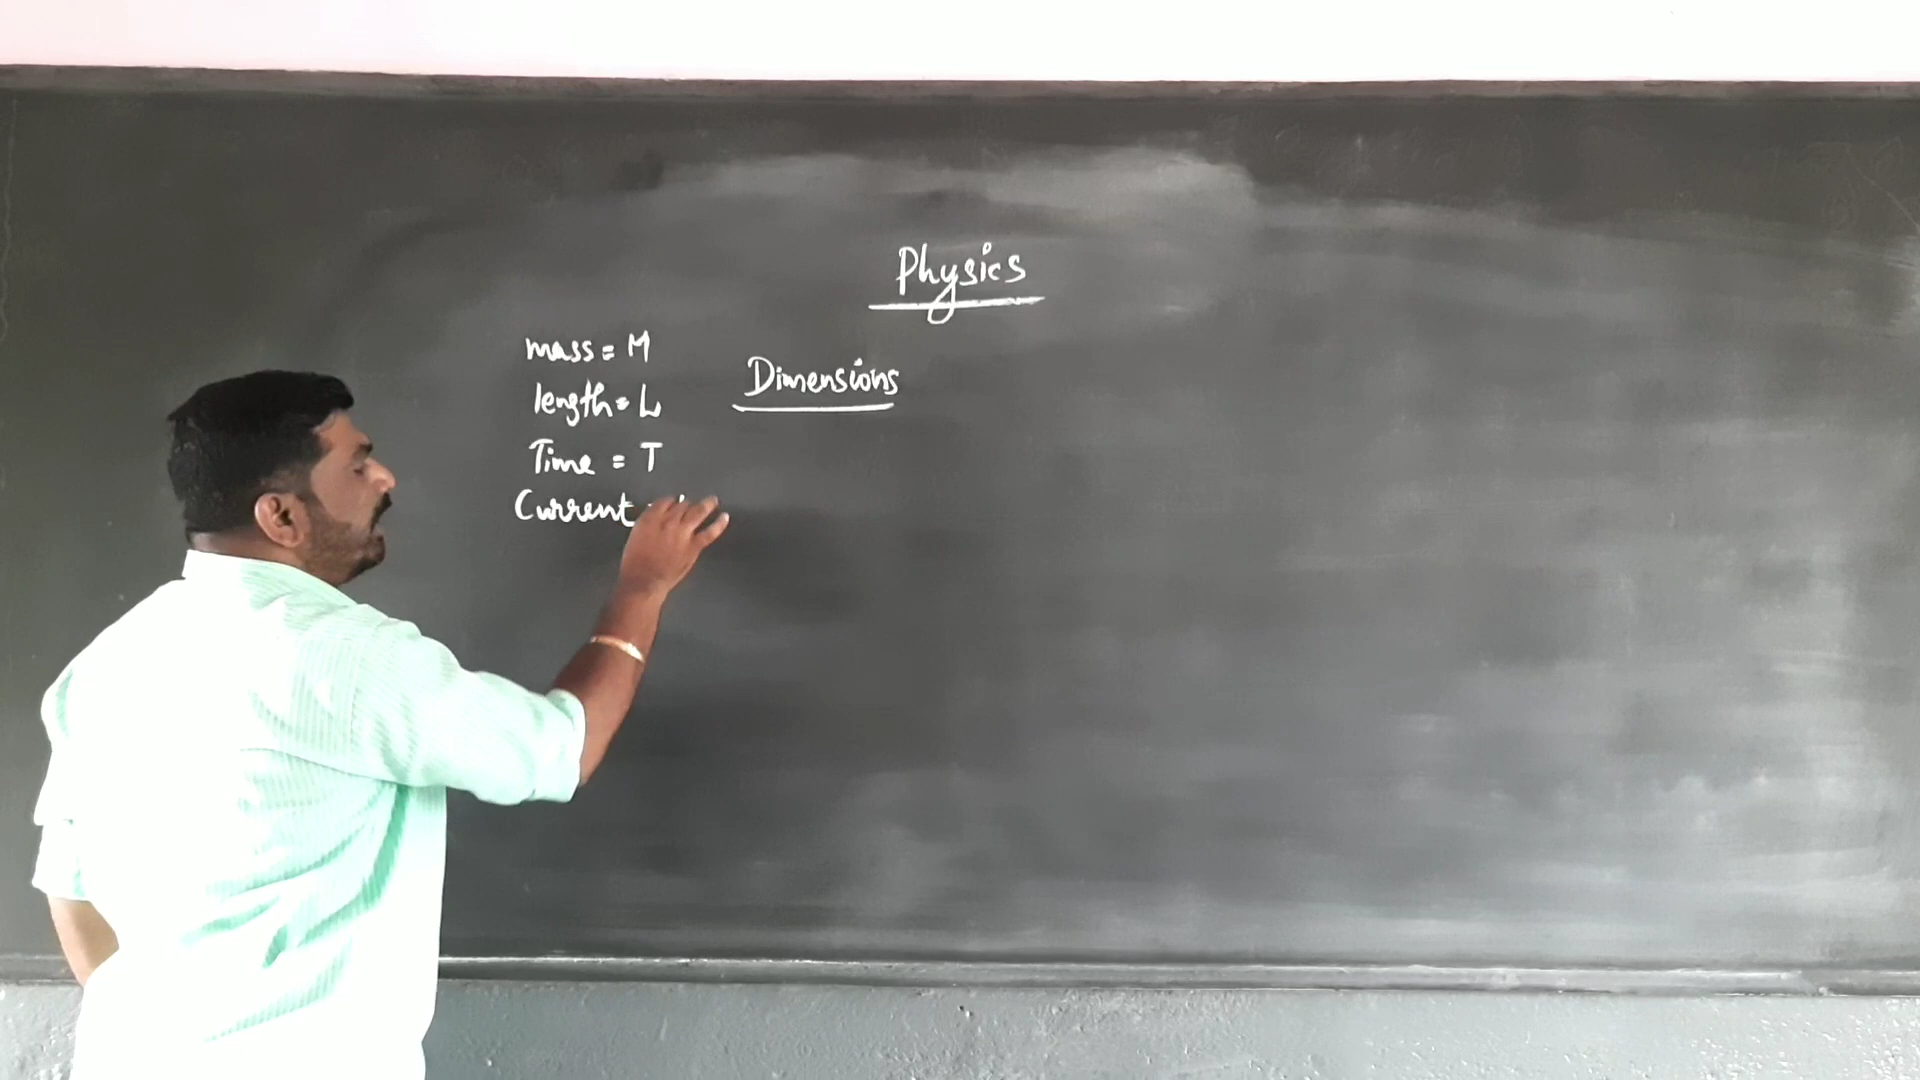 Physics
mass = M
Dimensions
length = L
Time = T
Current =